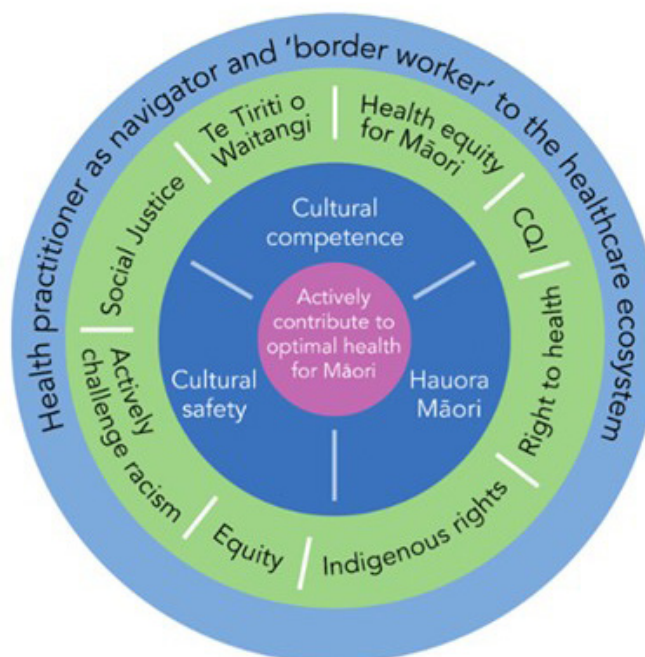 Health practitioner as navigator and ‘border worker’ to the healthcare ecosystem
Te Tiriti o
Waitangi
Health equity
for Māori
CQI
Right to health
Indigenous rights
Equity
Actively
challenge racism
Social Justice
Cultural
competence
Hauora
Māori
Cultural
safety
Actively
contribute to
optimal health
for Māori